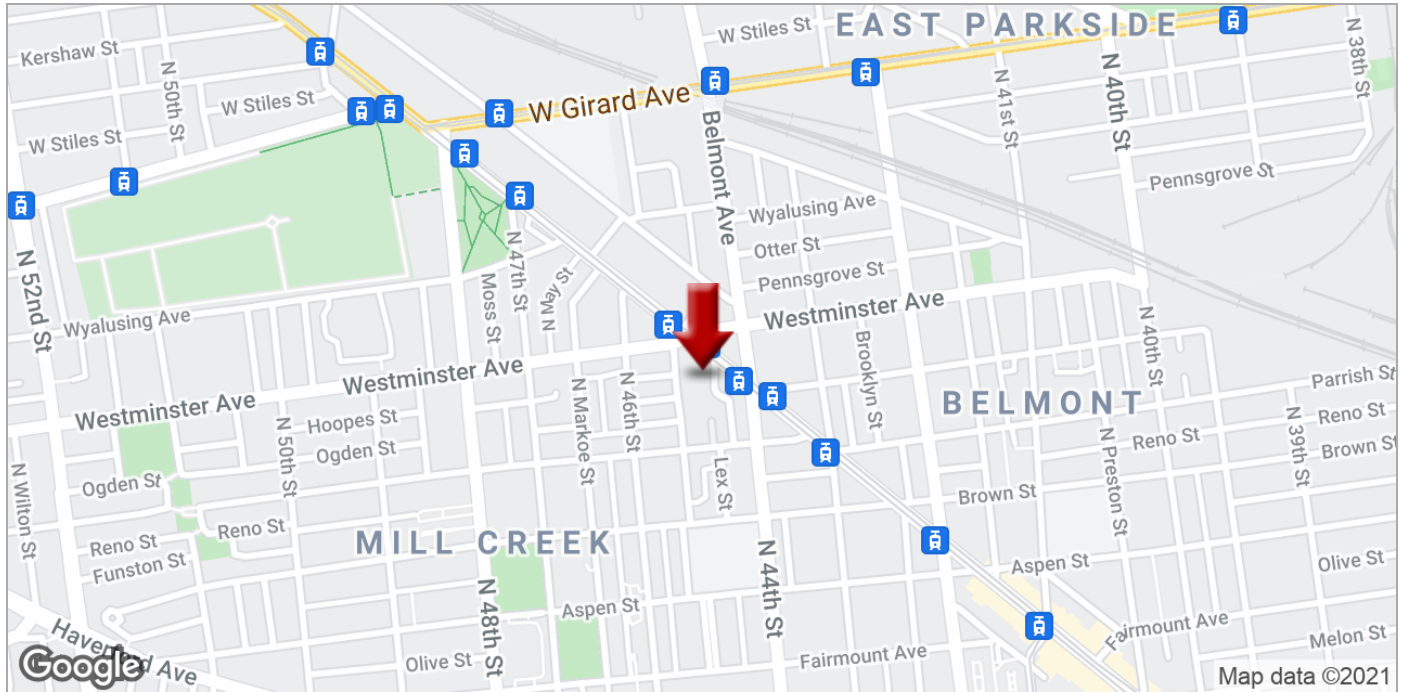 EAST PARKSIDE
W Stiles St
Kershaw St
N 50th St
N 38th St
N 40th St
N 41st St
W Girard Ave
W Stiles St
W Stiles St
Belmont Ave
Pennsgrove St
Wyalusing Ave
Otter St
Pennsgrove St
N 52nd St
N 47th St
Moss St
Westminster Ave
Wyalusing Ave
Brooklyn St
N 40th St
Westminster Ave
Westminster Ave
N Markoe St
N 46th St
BELMONT
Parrish St
Hoopes St
Ogden St
N 50th St
Reno St
N Preston St
Reno St
N 39th St
Brown St
N Wilton St
Ogden St
Lex St
Brown St
Reno St
Reno St
Funston St
MILL CREEK
N 48th St
N 44th St
Aspen St
Olive St
Aspen St
Fairmount Ave
Melon St
Haverford Ave
Olive St
Fairmount Ave
Google
Map data ©2021